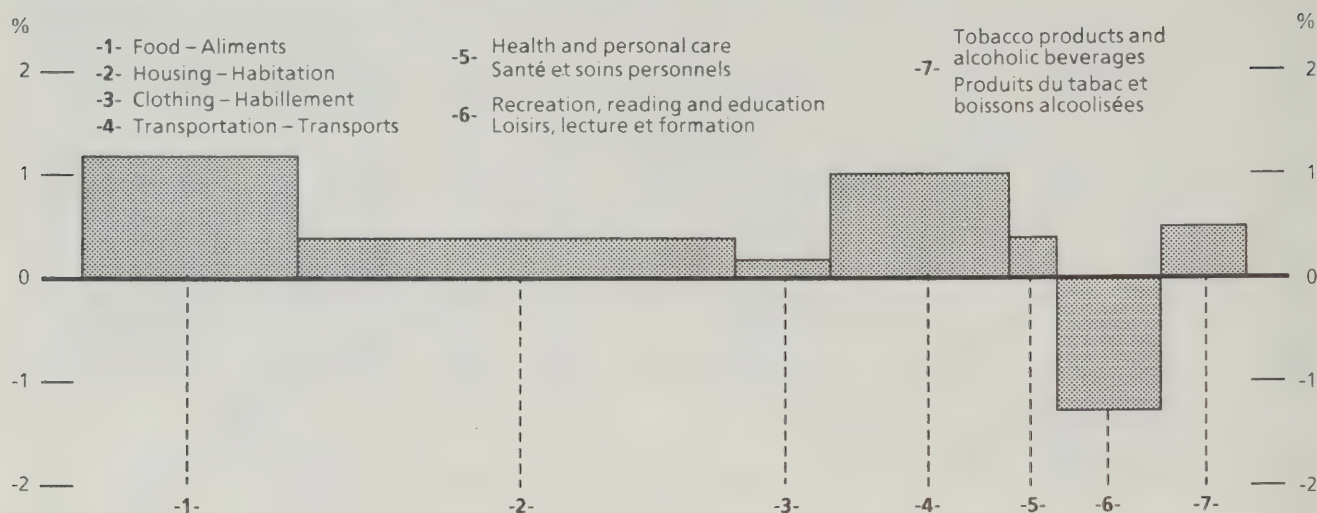 %
%
-1- Food – Aliments
-2- Housing – Habitation
-3- Clothing – Habillement
-4- Transportation – Transports
-5- Health and personal care
Santé et soins personnels
-6- Recreation, reading and education
Loisirs, lecture et formation
-7- Tobacco products and
alcoholic beverages
Produits du tabac et
boissons alcoolisées
2
2
1
1
0
0
-1
-1
-2
-2
-1- -2- -3- -4- -5- -6- -7-